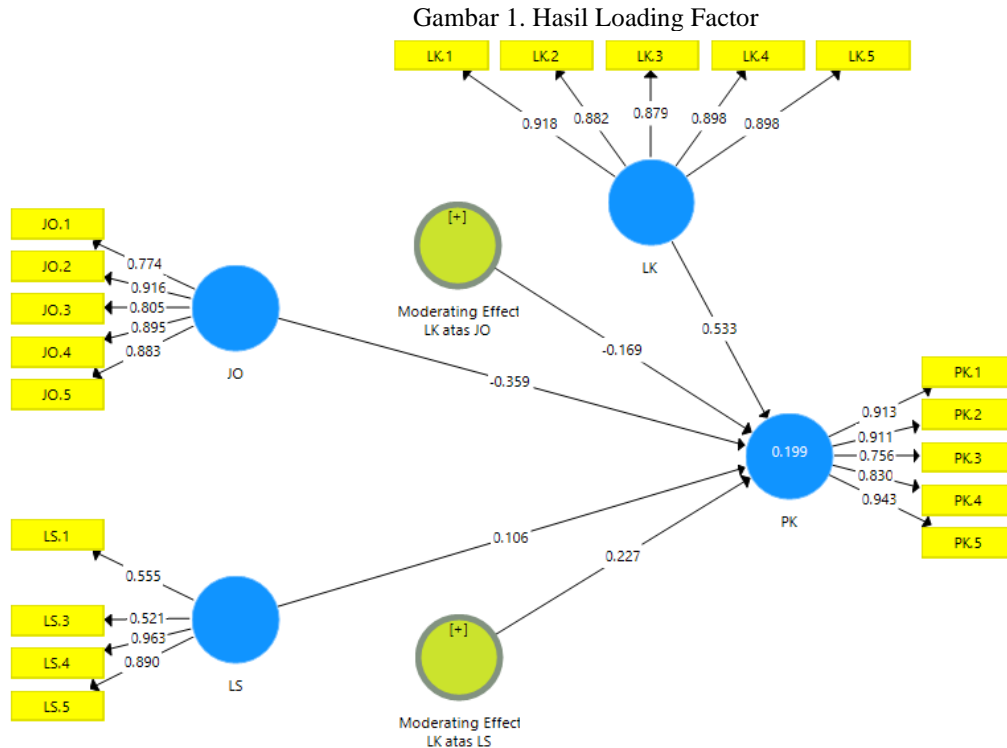 Gambar 1. Hasil Loading Factor
LK.1 LK.2 LK.3 LK.4 LK.5
0.918 0.882 0.879 0.898 0.898
LK
JO.1
JO.2
JO.3
JO.4
JO.5
0.774
0.916
0.805
0.895
0.883
JO
[+]
Moderating Effect
LK atas JO
0.533
-0.169
-0.359
PK.1
PK.2
PK.3
PK.4
PK.5
0.913
0.911
0.756
0.830
0.943
0.199
PK
LS.1
LS.3
LS.4
LS.5
0.555
0.521
0.963
0.890
LS
0.106
0.227
[+]
Moderating Effect
LK atas LS